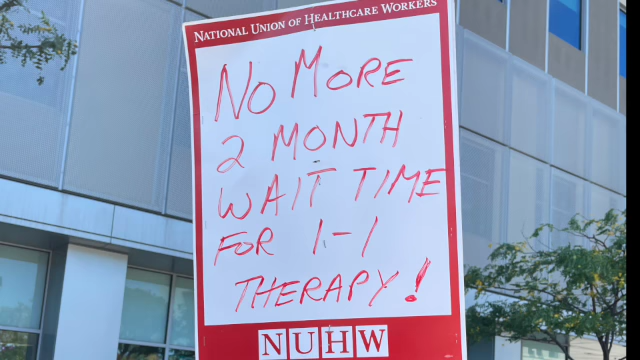 National Union of Healthcare Workers
No More
2 MONTH
WAIT TIME
FOR 1-1
THERAPY!
NUHW